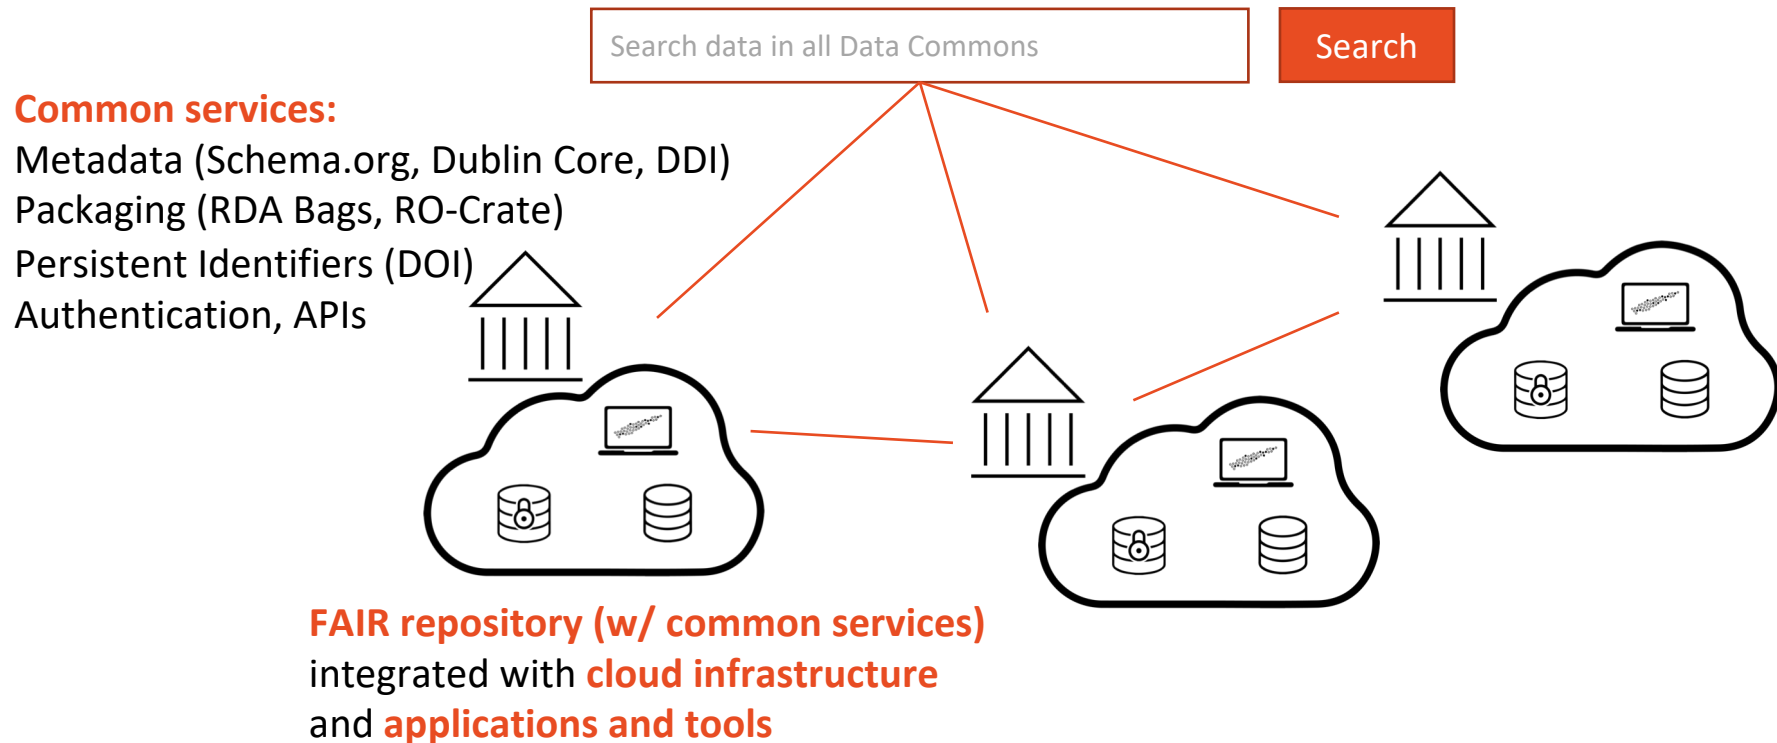 Search data in all Data Commons
Search
Common services:
Metadata (Schema.org, Dublin Core, DDI)
Packaging (RDA Bags, RO-Crate)
Persistent Identifiers (DOI)
Authentication, APIs
FAIR repository (w/ common services)
integrated with cloud infrastructure
and applications and tools